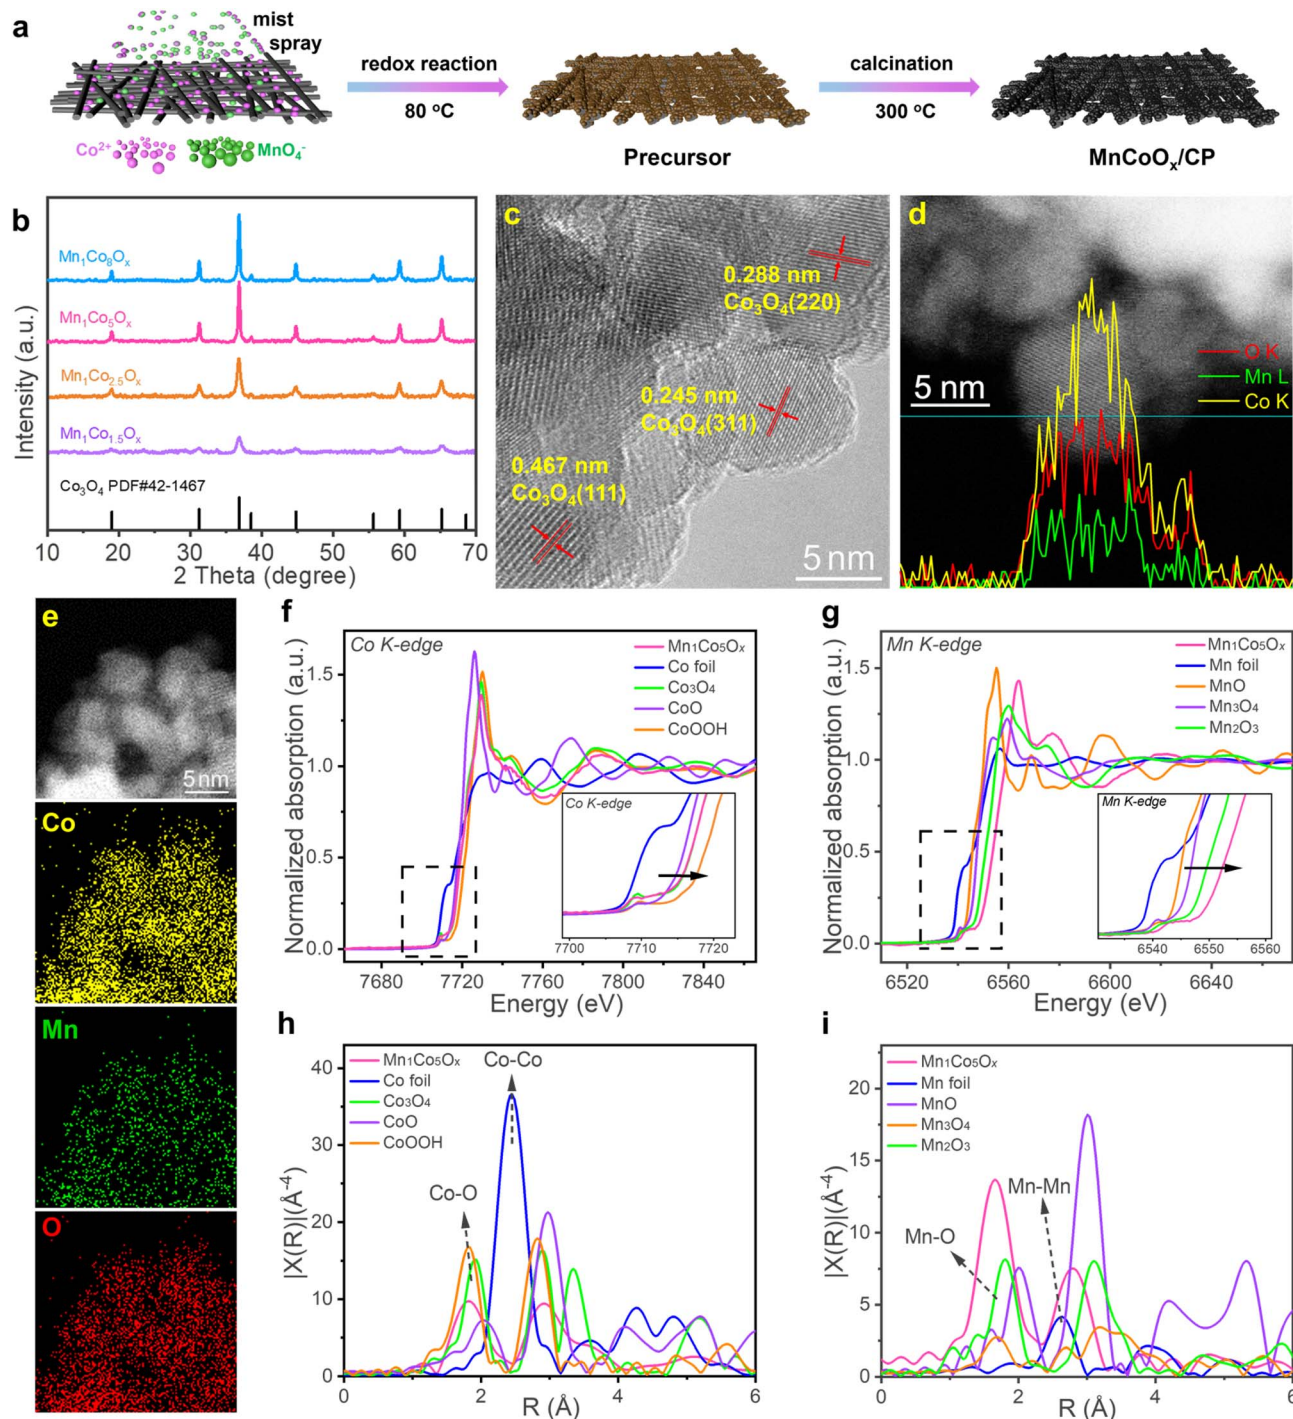 a
mist
spray
redox reaction
80 °C
calcination
300 °C
Co²⁺
MnO₄⁻
Precursor
MnCoOₓ/CP
b
Mn₁Co₈Oₓ
Mn₁Co₅Oₓ
Mn₁Co₂.₅Oₓ
Mn₁Co₁.₅Oₓ
Co₃O₄ PDF#42-1467
Intensity (a.u.)
10 20 30 40 50 60 70
2 Theta (degree)
c
0.288 nm
Co₃O₄(220)
0.245 nm
Co₃O₄(311)
0.467 nm
Co₃O₄(111)
5 nm
d
5 nm
O K
Mn L
Co K
e
5 nm
Co
Mn
O
f
Co K-edge
Mn₁Co₅Oₓ
Co foil
Co₃O₄
CoO
CoOOH
Normalized absorption (a.u.)
1.5
1.0
0.5
0.0
Co K-edge
7700 7710 7720
7680 7720 7760 7800 7840
Energy (eV)
g
Mn K-edge
Mn₁Co₅Oₓ
Mn foil
MnO
Mn₃O₄
Mn₂O₃
Normalized absorption (a.u.)
1.5
1.0
0.5
0.0
Mn K-edge
6540 6550 6560
6520 6560 6600 6640
Energy (eV)
h
Mn₁Co₅Oₓ
Co foil
Co₃O₄
CoO
CoOOH
Co-Co
Co-O
|X(R)|(Å⁻⁴)
40
30
20
10
0
0 2 4 6
R (Å)
i
Mn₁Co₅Oₓ
Mn foil
MnO
Mn₃O₄
Mn₂O₃
Mn-Mn
Mn-O
|X(R)|(Å⁻⁴)
20
15
10
5
0
0 2 4 6
R (Å)